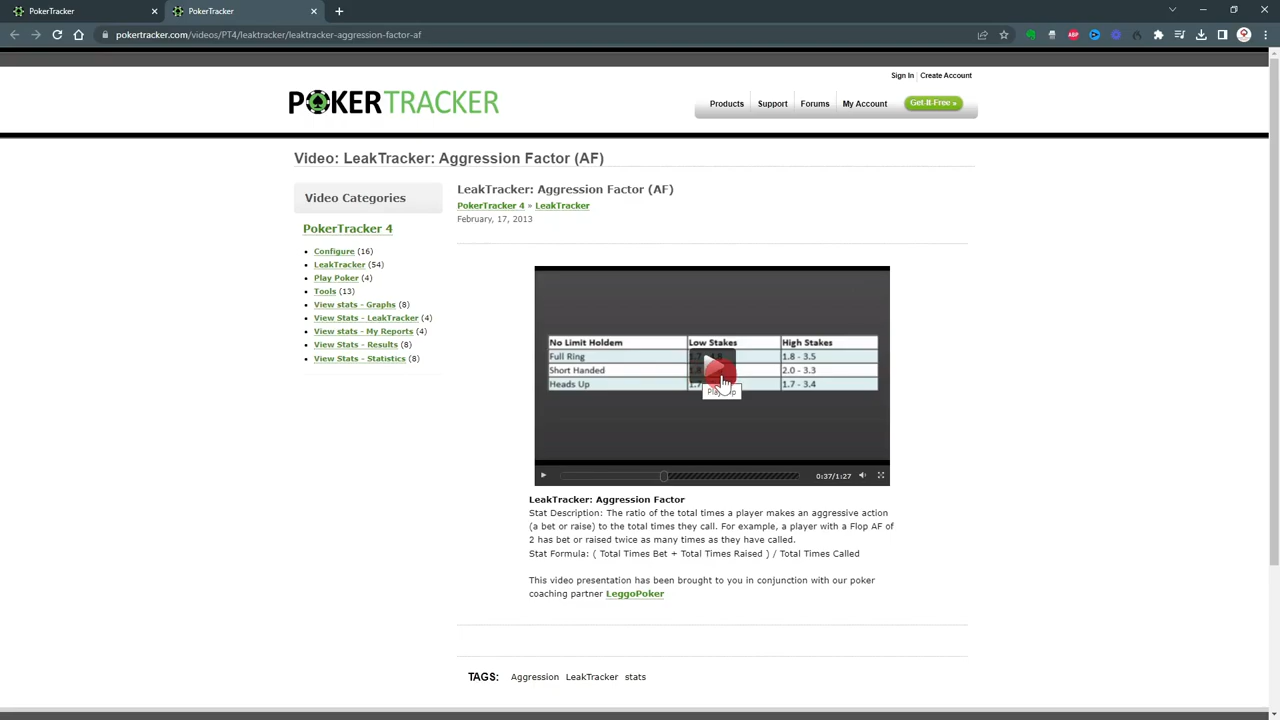 PokerTracker
PokerTracker
pokertracker.com/videos/PT4/leaktracker/leaktracker-aggression-factor-af
ABP
Sign In | Create Account
POKERTRACKER
Products
Support
Forums
My Account
Get It Free »
Video: LeakTracker: Aggression Factor (AF)
Video Categories
PokerTracker 4
Configure (16)
LeakTracker (54)
Play Poker (4)
Tools (13)
View stats - Graphs (8)
View Stats - LeakTracker (4)
View stats - My Reports (4)
View Stats - Results (8)
View Stats - Statistics (8)
LeakTracker: Aggression Factor (AF)
PokerTracker 4 » LeakTracker
February, 17, 2013
No Limit Holdem Low Stakes High Stakes
Full Ring 1.8 - 3.5
Short Handed 2.0 - 3.3
Heads Up 1.7 - 3.4
0:37/1:27
LeakTracker: Aggression Factor
Stat Description: The ratio of the total times a player makes an aggressive action
(a bet or raise) to the total times they call. For example, a player with a Flop AF of
2 has bet or raised twice as many times as they have called.
Stat Formula: ( Total Times Bet + Total Times Raised ) / Total Times Called
This video presentation has been brought to you in conjunction with our poker
coaching partner LeggoPoker
TAGS: Aggression LeakTracker stats